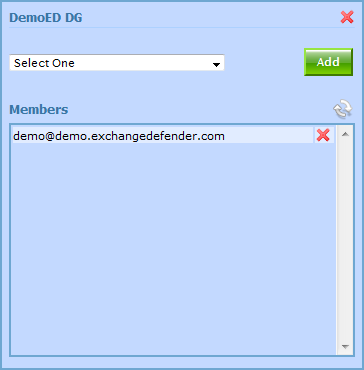 DemoED DG
Select One
Add
Members
demo@demo.exchangedefender.com